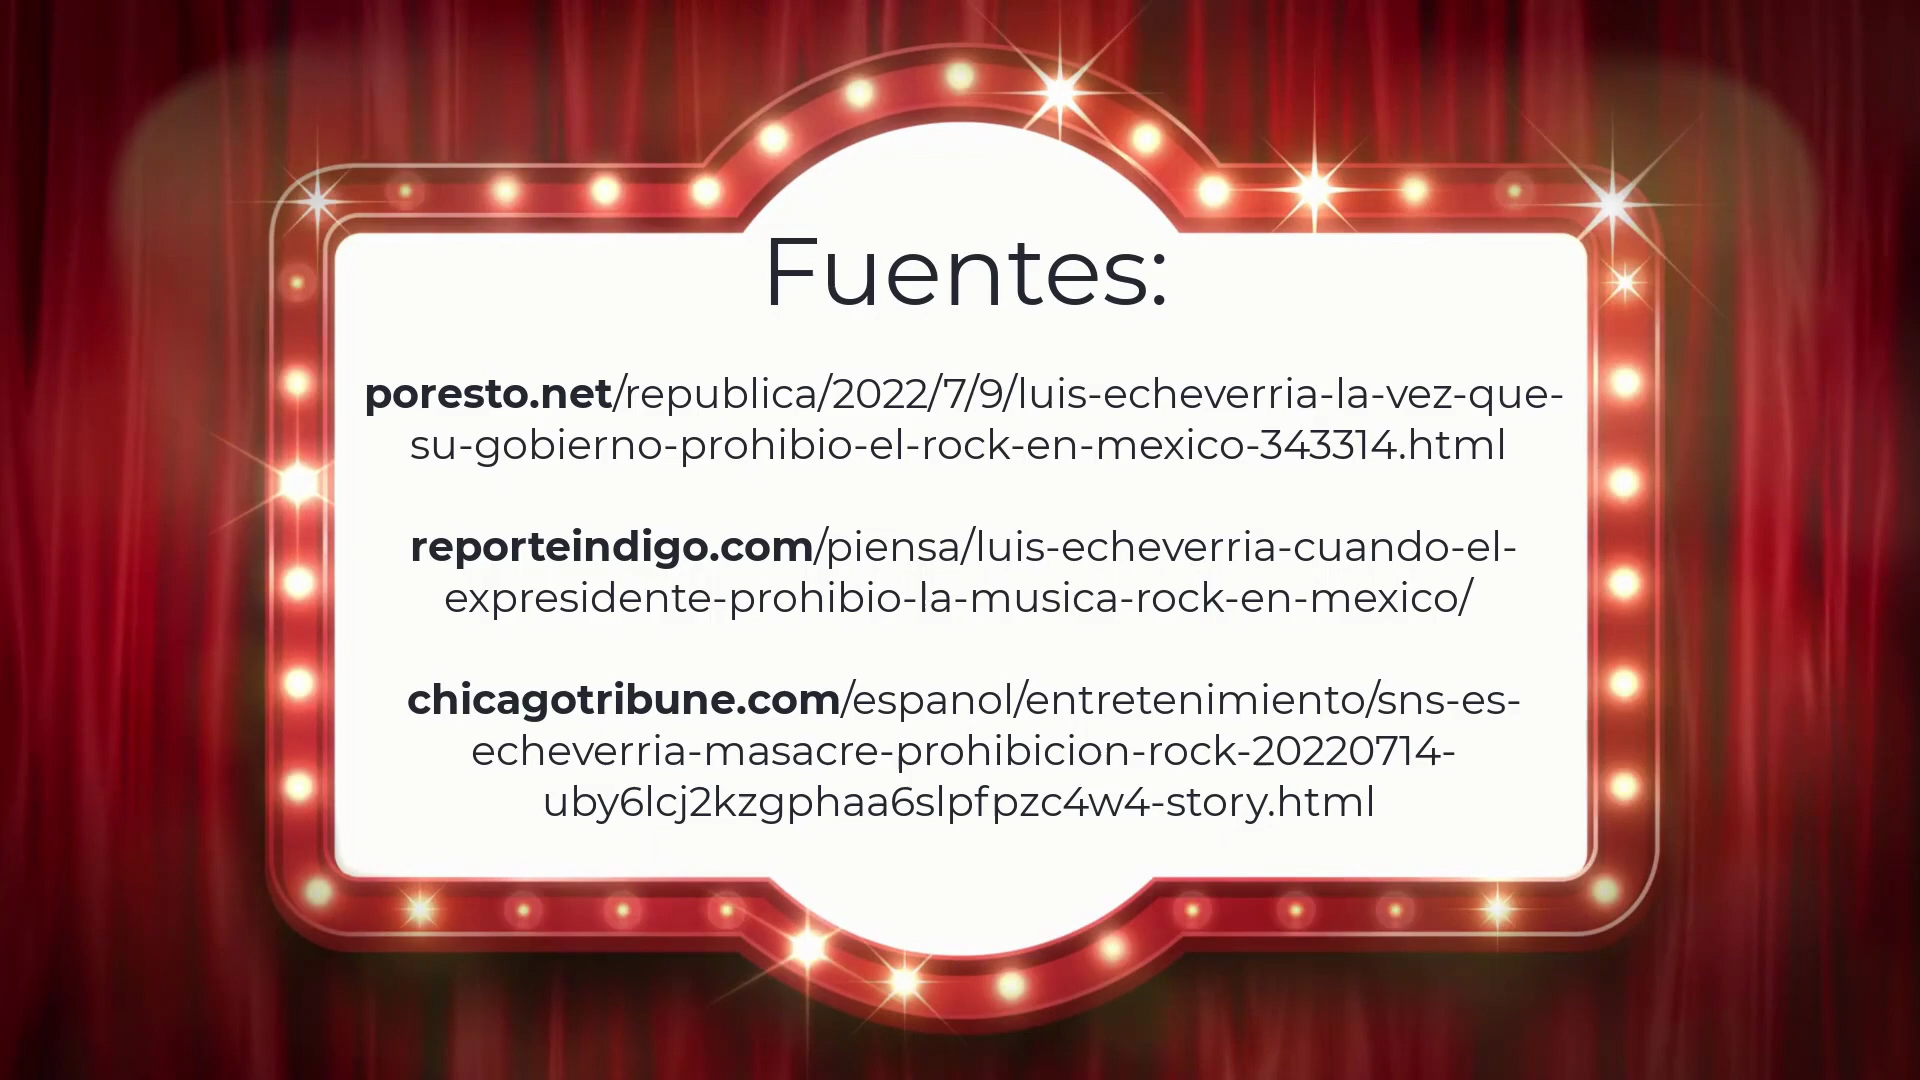 Fuentes:
poresto.net/republica/2022/7/9/luis-echeverria-la-vez-que-
su-gobierno-prohibio-el-rock-en-mexico-343314.html
reporteindigo.com/piensa/luis-echeverria-cuando-el-
expresidente-prohibio-la-musica-rock-en-mexico/
chicagotribune.com/espanol/entretenimiento/sns-es-
echeverria-masacre-prohibicion-rock-20220714-
uby6lcj2kzgphaa6slpfpzc4w4-story.html